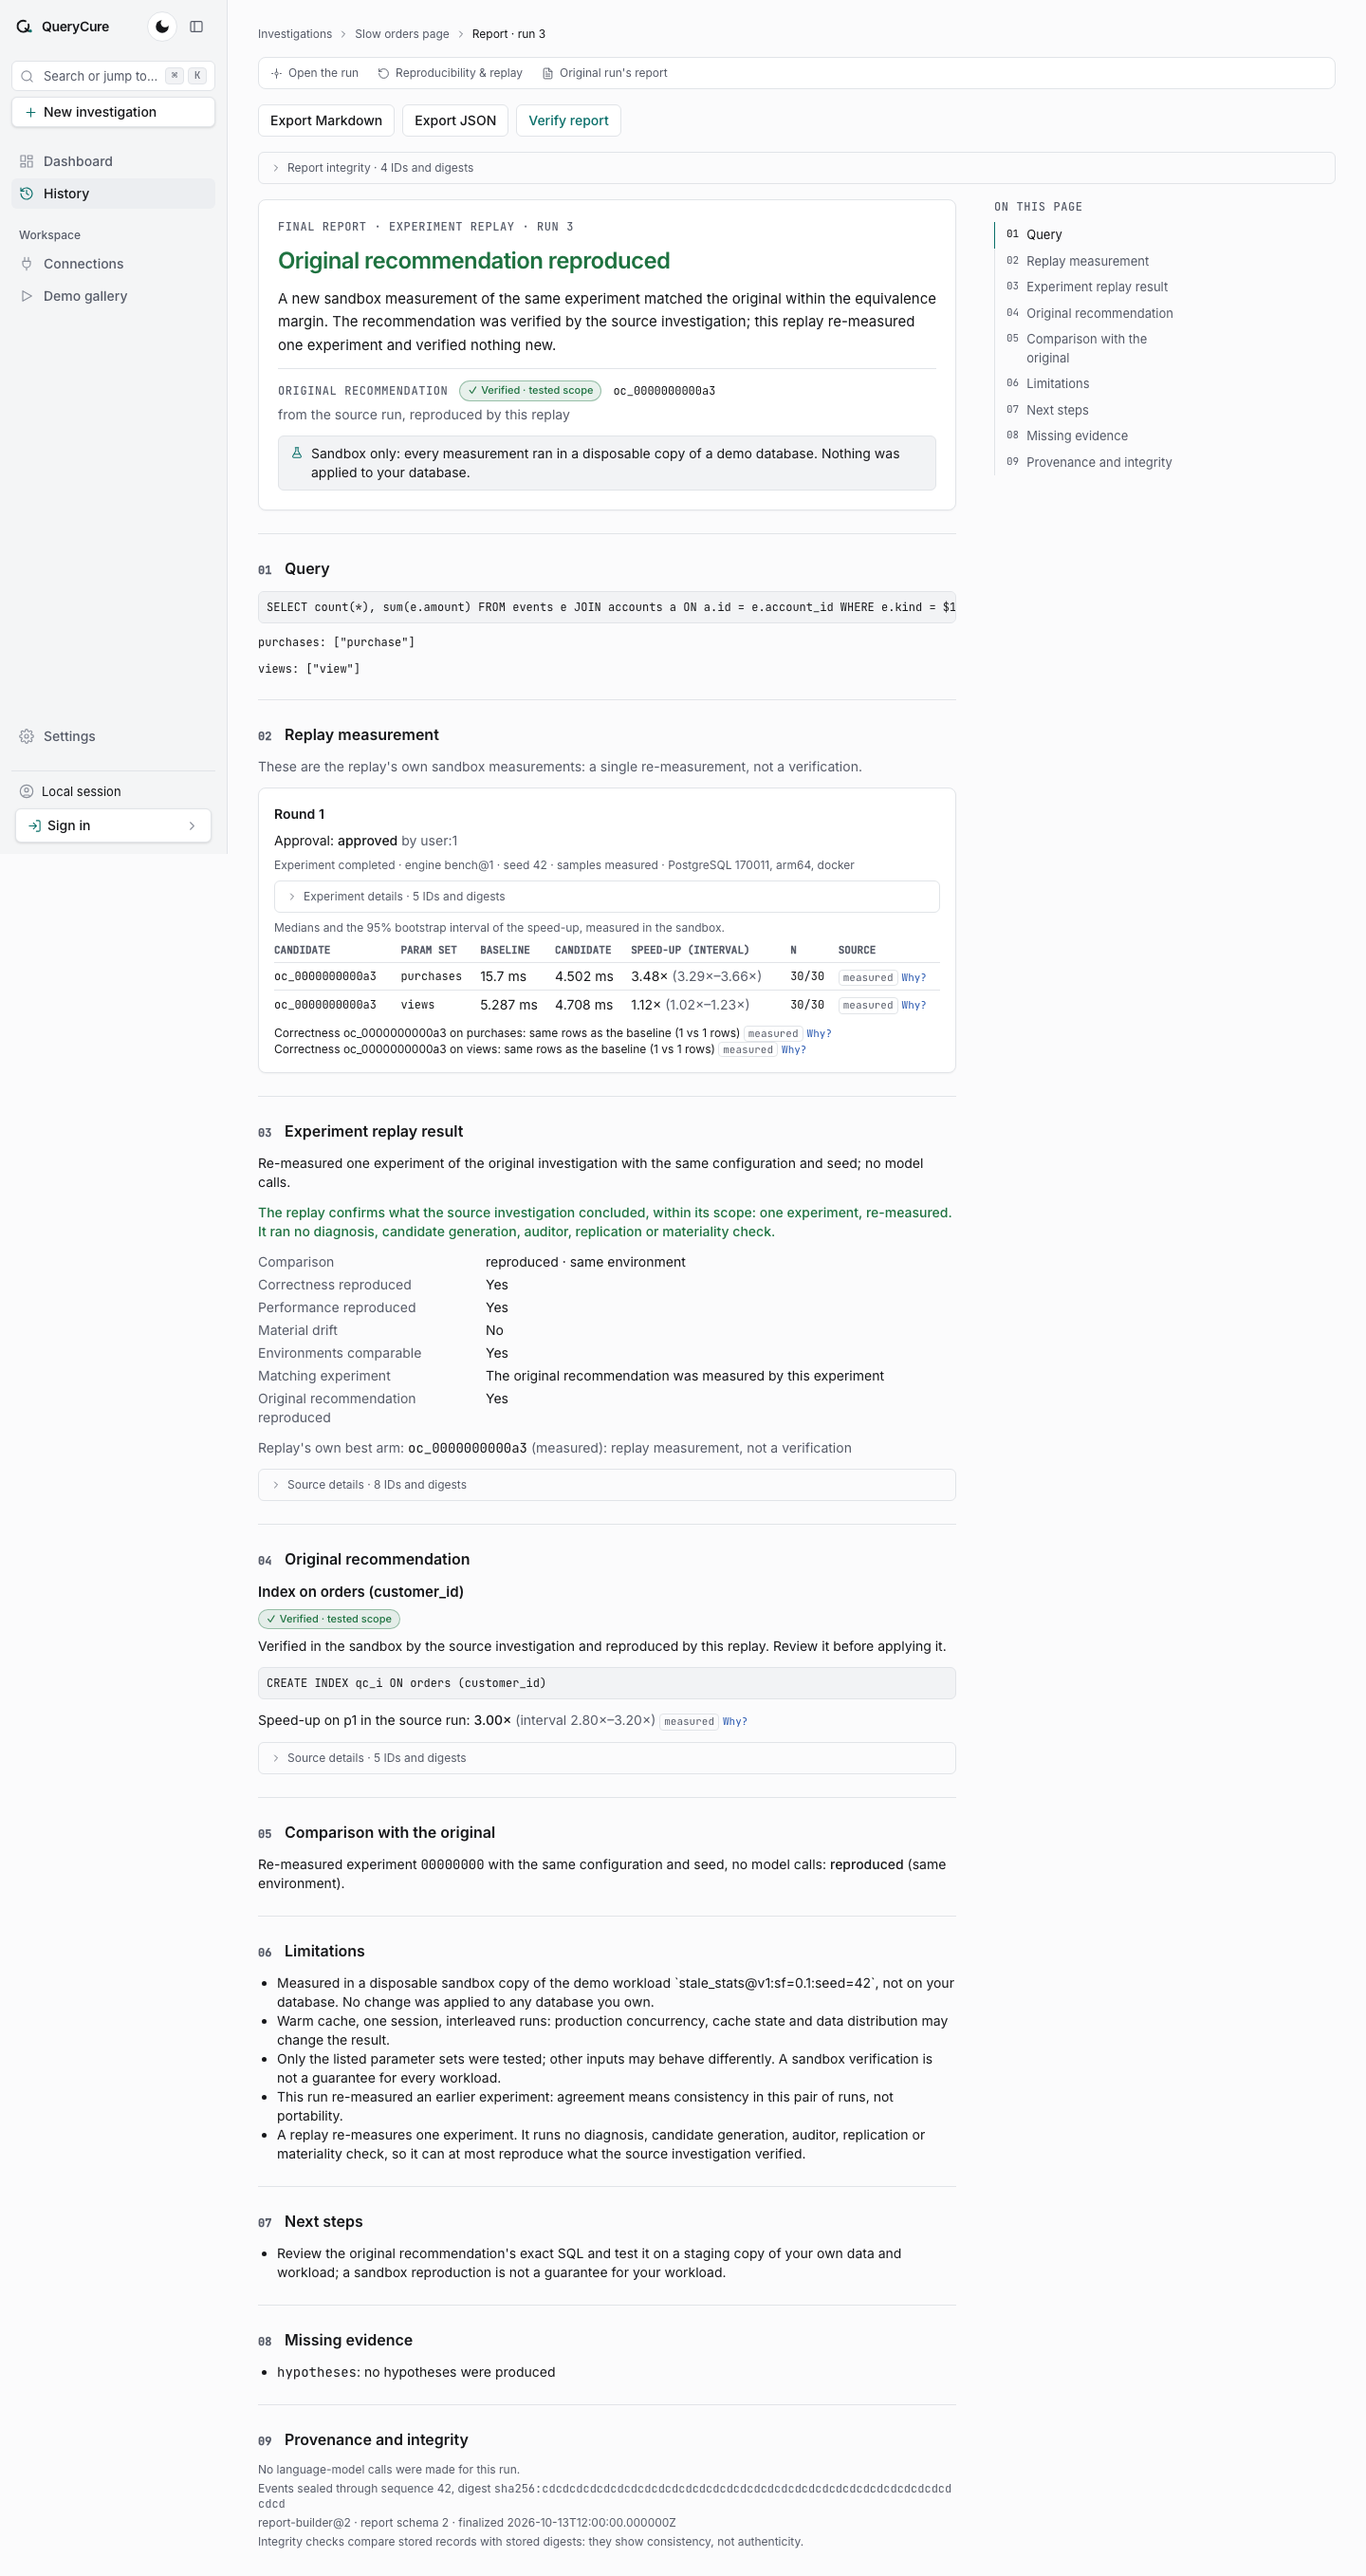 QueryCure
Search or jump to... ⌘ K
New investigation
Dashboard
History
Workspace
Connections
Demo gallery
Settings
Local session
Sign in
Investigations > Slow orders page > Report · run 3
Open the run Reproducibility & replay Original run's report
Export Markdown Export JSON Verify report
Report integrity · 4 IDs and digests
FINAL REPORT · EXPERIMENT REPLAY · RUN 3
Original recommendation reproduced
A new sandbox measurement of the same experiment matched the original within the equivalence
margin. The recommendation was verified by the source investigation; this replay re-measured
one experiment and verified nothing new.
ORIGINAL RECOMMENDATION ✓ Verified · tested scope oc_0000000000a3
from the source run, reproduced by this replay
Sandbox only: every measurement ran in a disposable copy of a demo database. Nothing was
applied to your database.
ON THIS PAGE
01 Query
02 Replay measurement
03 Experiment replay result
04 Original recommendation
05 Comparison with the
original
06 Limitations
07 Next steps
08 Missing evidence
09 Provenance and integrity
01 Query
SELECT count(*), sum(e.amount) FROM events e JOIN accounts a ON a.id = e.account_id WHERE e.kind = $1
purchases: ["purchase"]
views: ["view"]
02 Replay measurement
These are the replay's own sandbox measurements: a single re-measurement, not a verification.
Round 1
Approval: approved by user:1
Experiment completed · engine bench@1 · seed 42 · samples measured · PostgreSQL 170011, arm64, docker
Experiment details · 5 IDs and digests
Medians and the 95% bootstrap interval of the speed-up, measured in the sandbox.
CANDIDATE PARAM SET BASELINE CANDIDATE SPEED-UP (INTERVAL) N SOURCE
oc_0000000000a3 purchases 15.7 ms 4.502 ms 3.48× (3.29×–3.66×) 30/30 measured Why?
oc_0000000000a3 views 5.287 ms 4.708 ms 1.12× (1.02×–1.23×) 30/30 measured Why?
Correctness oc_0000000000a3 on purchases: same rows as the baseline (1 vs 1 rows) measured Why?
Correctness oc_0000000000a3 on views: same rows as the baseline (1 vs 1 rows) measured Why?
03 Experiment replay result
Re-measured one experiment of the original investigation with the same configuration and seed; no model
calls.
The replay confirms what the source investigation concluded, within its scope: one experiment, re-measured.
It ran no diagnosis, candidate generation, auditor, replication or materiality check.
Comparison reproduced · same environment
Correctness reproduced Yes
Performance reproduced Yes
Material drift No
Environments comparable Yes
Matching experiment The original recommendation was measured by this experiment
Original recommendation Yes
reproduced
Replay's own best arm: oc_0000000000a3 (measured): replay measurement, not a verification
Source details · 8 IDs and digests
04 Original recommendation
Index on orders (customer_id)
✓ Verified · tested scope
Verified in the sandbox by the source investigation and reproduced by this replay. Review it before applying it.
CREATE INDEX qc_i ON orders (customer_id)
Speed-up on p1 in the source run: 3.00× (interval 2.80×–3.20×) measured Why?
Source details · 5 IDs and digests
05 Comparison with the original
Re-measured experiment 00000000 with the same configuration and seed, no model calls: reproduced (same
environment).
06 Limitations
• Measured in a disposable sandbox copy of the demo workload `stale_stats@v1:sf=0.1:seed=42`, not on your
database. No change was applied to any database you own.
• Warm cache, one session, interleaved runs: production concurrency, cache state and data distribution may
change the result.
• Only the listed parameter sets were tested; other inputs may behave differently. A sandbox verification is
not a guarantee for every workload.
• This run re-measured an earlier experiment: agreement means consistency in this pair of runs, not
portability.
• A replay re-measures one experiment. It runs no diagnosis, candidate generation, auditor, replication or
materiality check, so it can at most reproduce what the source investigation verified.
07 Next steps
• Review the original recommendation's exact SQL and test it on a staging copy of your own data and
workload; a sandbox reproduction is not a guarantee for your workload.
08 Missing evidence
• hypotheses: no hypotheses were produced
09 Provenance and integrity
No language-model calls were made for this run.
Events sealed through sequence 42, digest sha256:cdcdcdcdcdcdcdcdcdcdcdcdcdcdcdcdcdcdcdcdcdcdcdcdcdcdcdcdcdcd
cdcd
report-builder@2 · report schema 2 · finalized 2026-10-13T12:00:00.000000Z
Integrity checks compare stored records with stored digests: they show consistency, not authenticity.